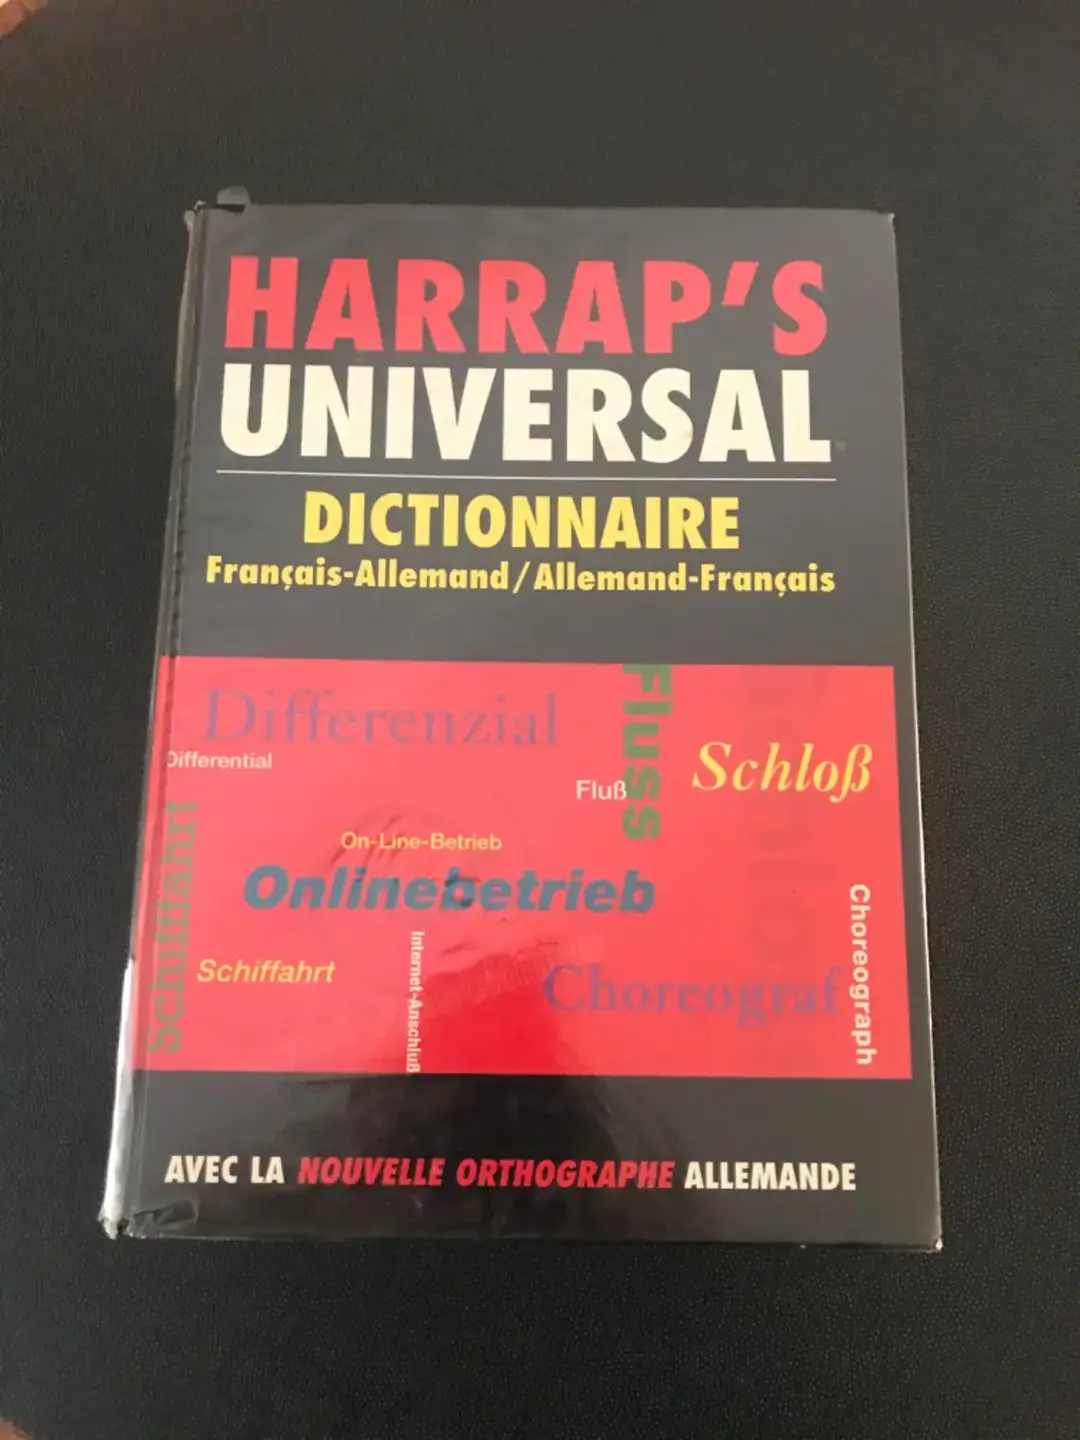 HARRAP'S
UNIVERSAL
DICTIONNAIRE
Français-Allemand/Allemand-Français
Differenzial
Differential
Fluss
Fluß
Schloß
On-Line-Betrieb
Onlinebetrieb
Schifffahrt
Schiffahrt
Internet-Anschluß
Choreograf
Choreograph
AVEC LA NOUVELLE ORTHOGRAPHE ALLEMANDE